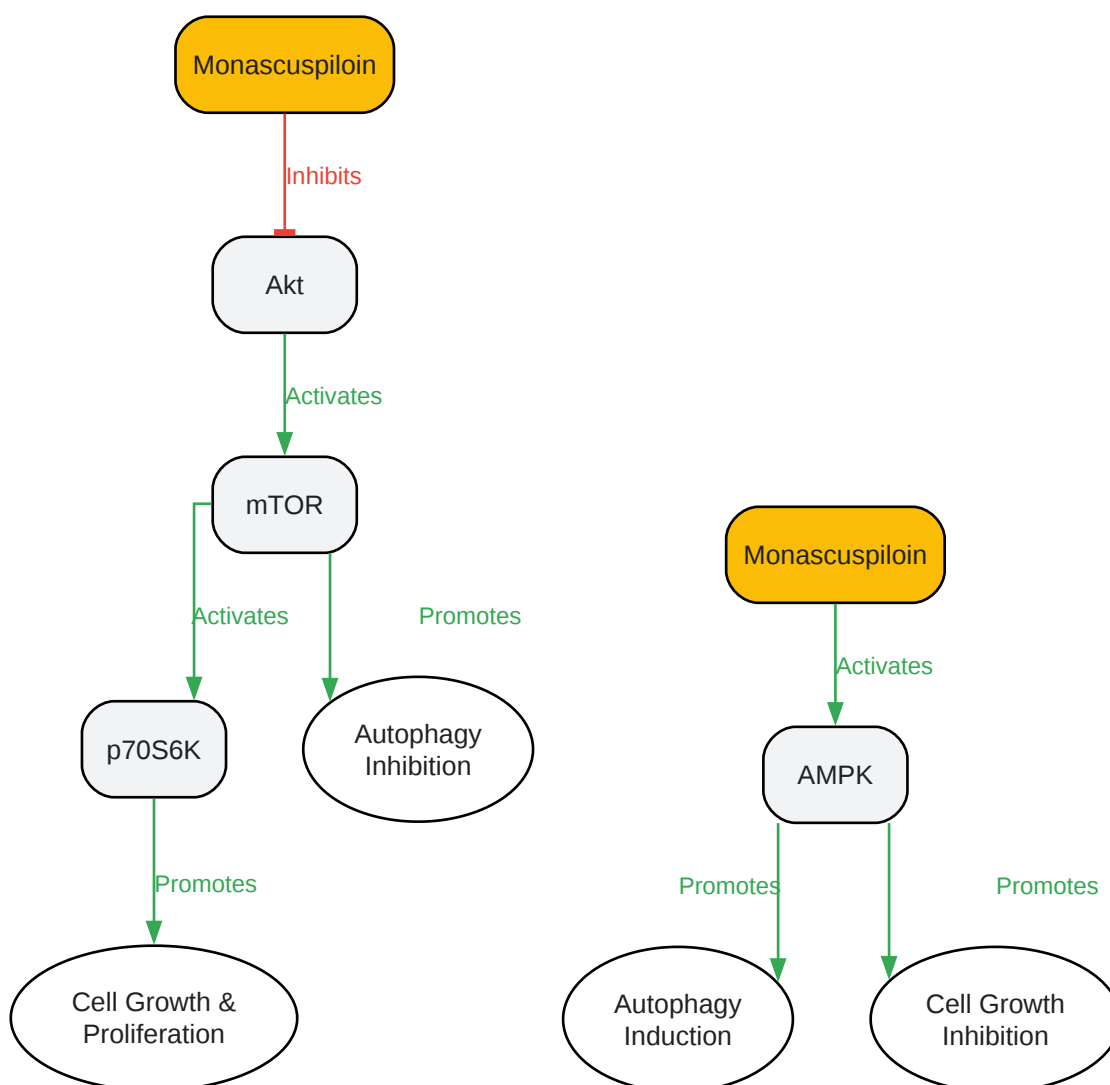 Monascuspiloin
Inhibits
Akt
Activates
mTOR
Activates
Promotes
p70S6K
Autophagy
Inhibition
Promotes
Cell Growth &
Proliferation
Monascuspiloin
Activates
AMPK
Promotes
Promotes
Autophagy
Induction
Cell Growth
Inhibition